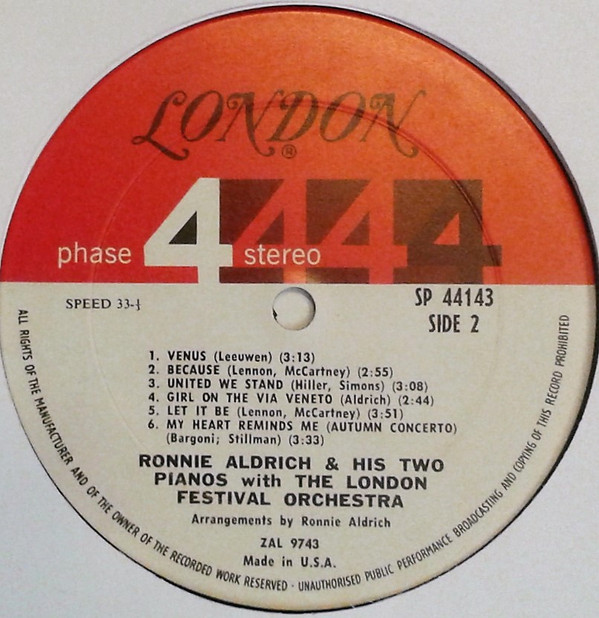 LONDON
®
phase 4 stereo 4 4 4
SPEED 33-⅓
SP 44143
SIDE 2
1. VENUS (Leeuwen) (3:13)
2. BECAUSE (Lennon, McCartney) (2:55)
3. UNITED WE STAND (Hiller, Simons) (3:08)
4. GIRL ON THE VIA VENETO (Aldrich) (2:44)
5. LET IT BE (Lennon, McCartney) (3:51)
6. MY HEART REMINDS ME (AUTUMN CONCERTO)
(Bargoni; Stillman) (3:33)
RONNIE ALDRICH & HIS TWO
PIANOS with THE LONDON
FESTIVAL ORCHESTRA
Arrangements by Ronnie Aldrich
ZAL 9743
Made in U.S.A.
ALL RIGHTS OF THE MANUFACTURER AND OF THE OWNER OF THE RECORDED WORK RESERVED · UNAUTHORISED PUBLIC PERFORMANCE BROADCASTING AND COPYING OF THIS RECORD PROHIBITED